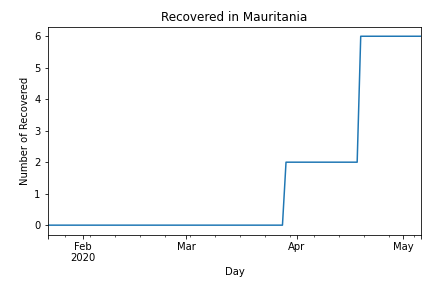 Recovered in Mauritania
Number of Recovered
6
5
4
3
2
1
0
Feb
2020
Mar
Apr
May
Day